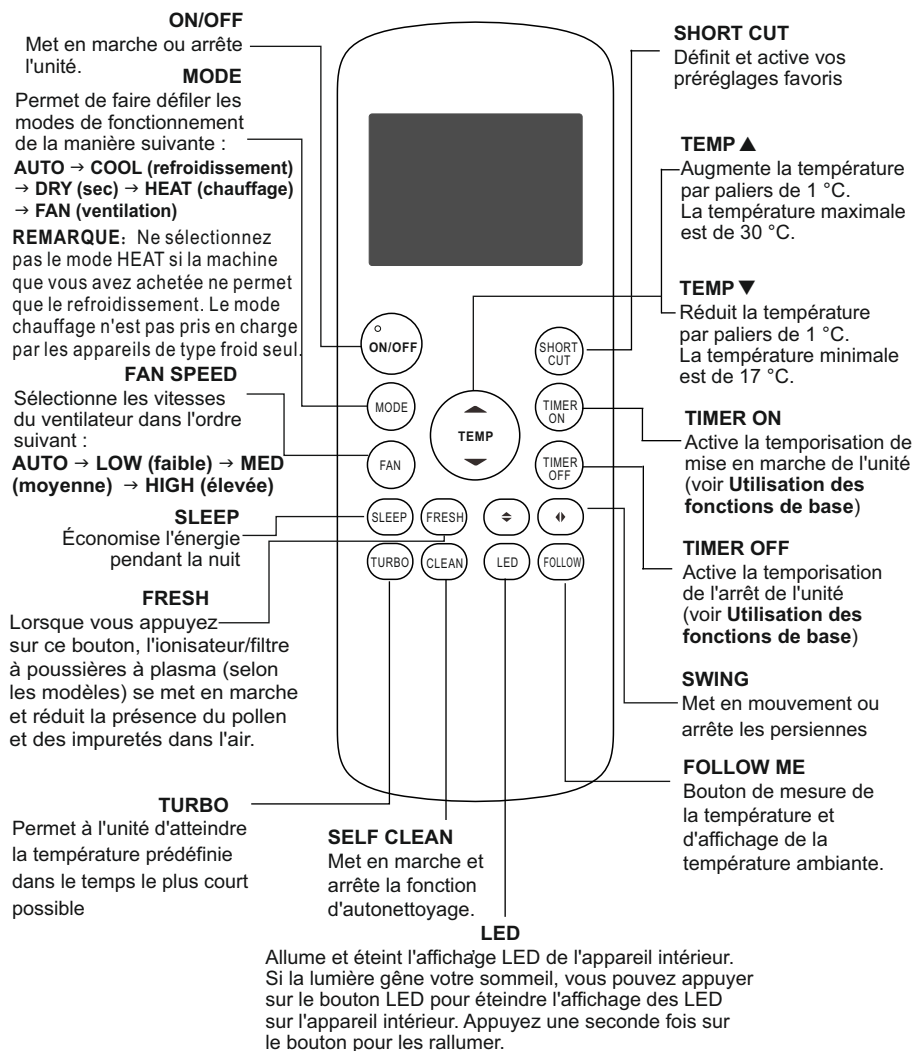 ON/OFF
Met en marche ou arrête
l'unité.
MODE
Permet de faire défiler les
modes de fonctionnement
de la manière suivante :
AUTO → COOL (refroidissement)
→ DRY (sec) → HEAT (chauffage)
→ FAN (ventilation)
REMARQUE: Ne sélectionnez
pas le mode HEAT si la machine
que vous avez achetée ne permet
que le refroidissement. Le mode
chauffage n'est pas pris en charge
par les appareils de type froid seul.
FAN SPEED
Sélectionne les vitesses
du ventilateur dans l'ordre
suivant :
AUTO → LOW (faible) → MED
(moyenne) → HIGH (élevée)
SLEEP
Économise l'énergie
pendant la nuit
FRESH
Lorsque vous appuyez
sur ce bouton, l'ionisateur/filtre
à poussières à plasma (selon
les modèles) se met en marche
et réduit la présence du pollen
et des impuretés dans l'air.
TURBO
Permet à l'unité d'atteindre
la température prédéfinie
dans le temps le plus court
possible
ON/OFF
SHORT
CUT
MODE
TEMP
TIMER
ON
FAN
TIMER
OFF
SLEEP
FRESH
TURBO
CLEAN
LED
FOLLOW
SHORT CUT
Définit et active vos
préréglages favoris
TEMP ▲
Augmente la température
par paliers de 1 °C.
La température maximale
est de 30 °C.
TEMP ▼
Réduit la température
par paliers de 1 °C.
La température minimale
est de 17 °C.
TIMER ON
Active la temporisation de
mise en marche de l'unité
(voir Utilisation des
fonctions de base)
TIMER OFF
Active la temporisation
de l'arrêt de l'unité
(voir Utilisation des
fonctions de base)
SWING
Met en mouvement ou
arrête les persiennes
FOLLOW ME
Bouton de mesure de
la température et
d'affichage de la
température ambiante.
SELF CLEAN
Met en marche et
arrête la fonction
d'autonettoyage.
LED
Allume et éteint l'affichage LED de l'appareil intérieur.
Si la lumière gêne votre sommeil, vous pouvez appuyer
sur le bouton LED pour éteindre l'affichage des LED
sur l'appareil intérieur. Appuyez une seconde fois sur
le bouton pour les rallumer.